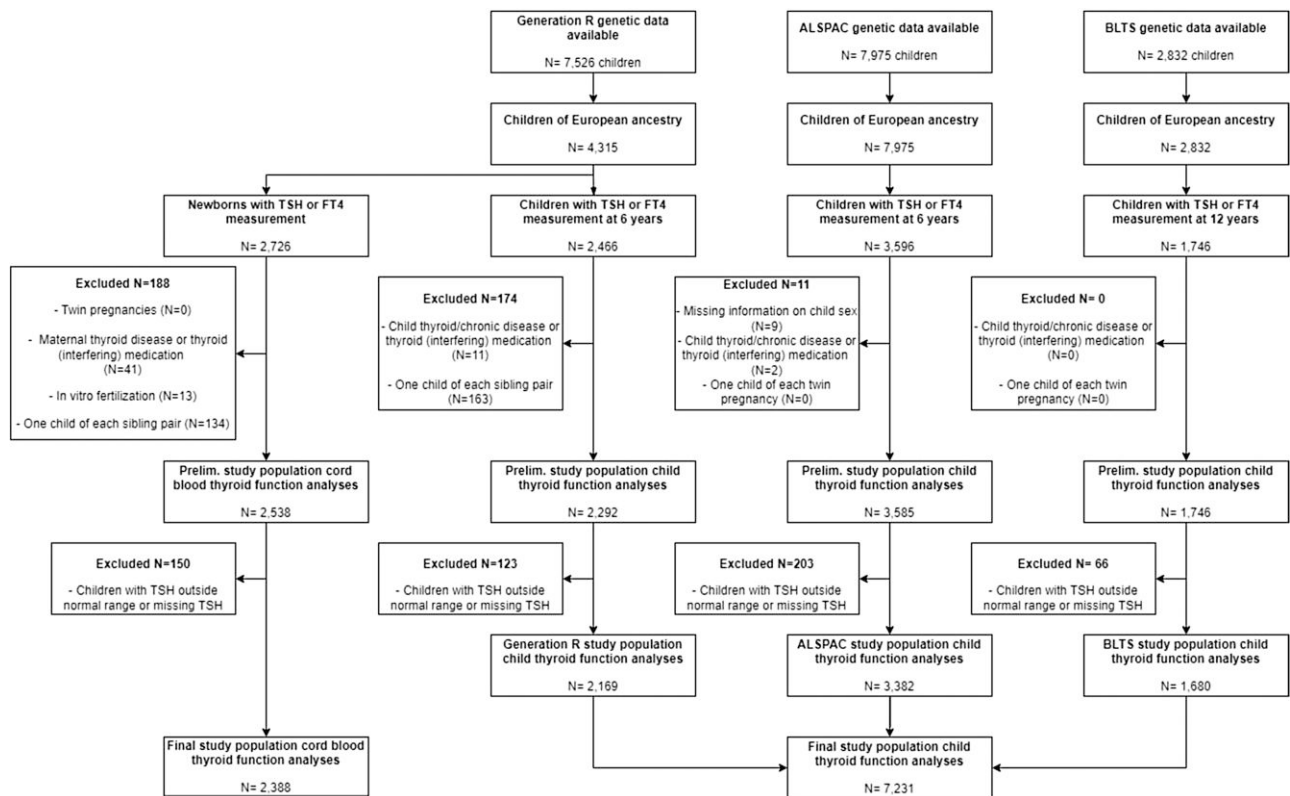 Generation R genetic data
available
N= 7,526 children
ALSPAC genetic data available
N= 7,975 children
BLTS genetic data available
N= 2,832 children
Children of European ancestry
N= 4,315
Children of European ancestry
N= 7,975
Children of European ancestry
N= 2,832
Newborns with TSH or FT4
measurement
N= 2,726
Children with TSH or FT4
measurement at 6 years
N= 2,466
Children with TSH or FT4
measurement at 6 years
N= 3,596
Children with TSH or FT4
measurement at 12 years
N= 1,746
Excluded N=188
- Twin pregnancies (N=0)
- Maternal thyroid disease or thyroid
(interfering) medication
(N=41)
- In vitro fertilization (N=13)
- One child of each sibling pair (N=134)
Excluded N=174
- Child thyroid/chronic disease or
thyroid (interfering) medication
(N=11)
- One child of each sibling pair
(N=163)
Excluded N=11
- Missing information on child sex
(N=9)
- Child thyroid/chronic disease or
thyroid (interfering) medication
(N=2)
- One child of each twin
pregnancy (N=0)
Excluded N= 0
- Child thyroid/chronic disease or
thyroid (interfering) medication
(N=0)
- One child of each twin
pregnancy (N=0)
Prelim. study population cord
blood thyroid function analyses
N= 2,538
Prelim. study population child
thyroid function analyses
N= 2,292
Prelim. study population child
thyroid function analyses
N= 3,585
Prelim. study population child
thyroid function analyses
N= 1,746
Excluded N=150
- Children with TSH outside
normal range or missing TSH
Excluded N=123
- Children with TSH outside
normal range or missing TSH
Excluded N=203
- Children with TSH outside
normal range or missing TSH
Excluded N= 66
- Children with TSH outside
normal range or missing TSH
Generation R study population
child thyroid function analyses
N= 2,169
ALSPAC study population child
thyroid function analyses
N= 3,382
BLTS study population child
thyroid function analyses
N= 1,680
Final study population cord blood
thyroid function analyses
N= 2,388
Final study population child
thyroid function analyses
N= 7,231